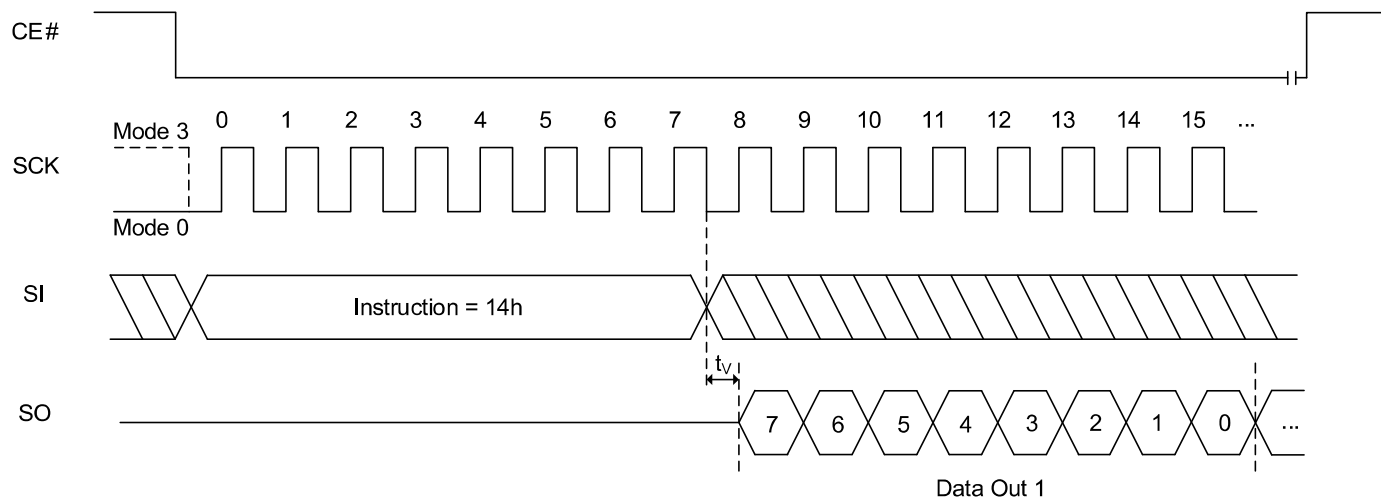 CE#
Mode 3 0 1 2 3 4 5 6 7 8 9 10 11 12 13 14 15 ...
SCK
Mode 0
SI Instruction = 14h
tV
SO 7 6 5 4 3 2 1 0 ...
Data Out 1